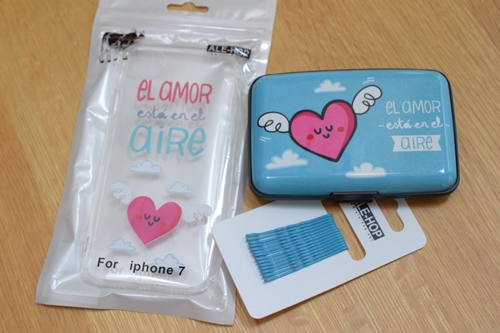 ALE-HOP
EL AMOR
está en el
aire
For iphone 7
EL AMOR
- está en el -
AIRE
ALE-HOP